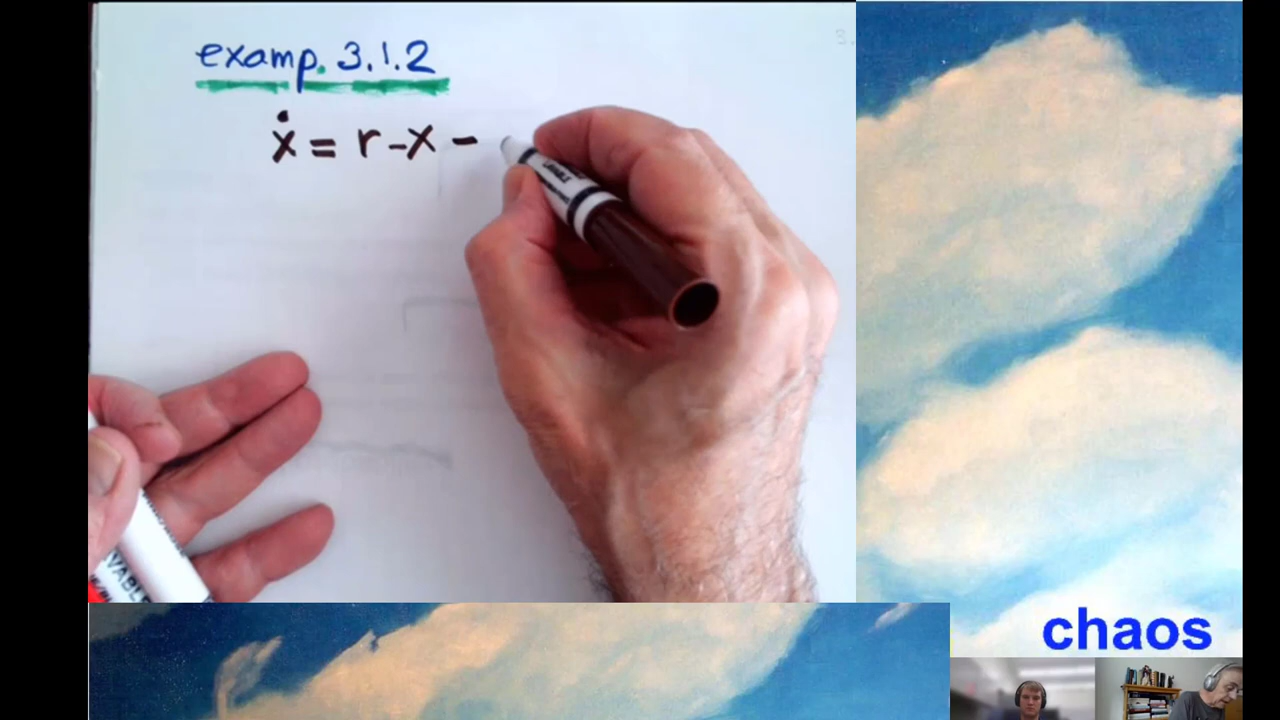 examp. 3.1.2
ẋ = r - x -
chaos